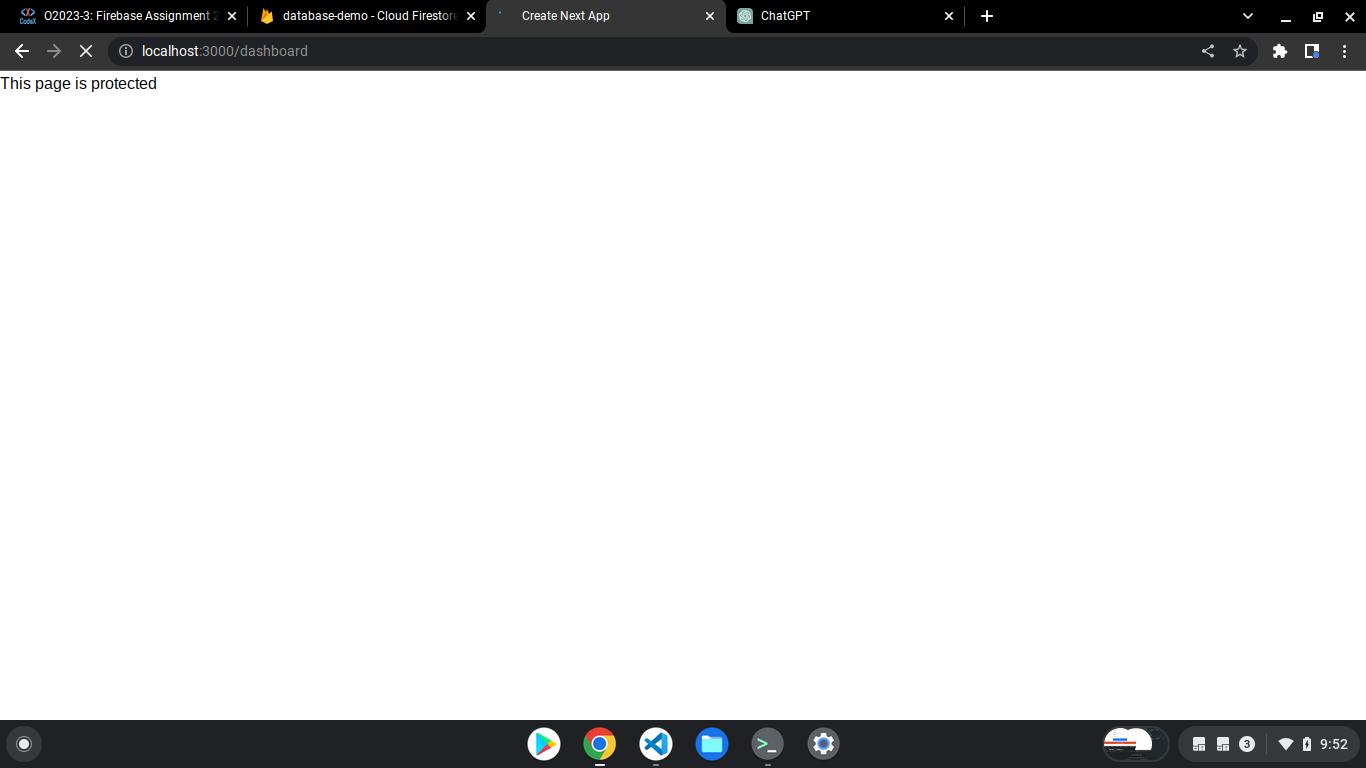 O2023-3: Firebase Assignment 2
database-demo - Cloud Firestore
Create Next App
ChatGPT
localhost:3000/dashboard
This page is protected
3
9:52